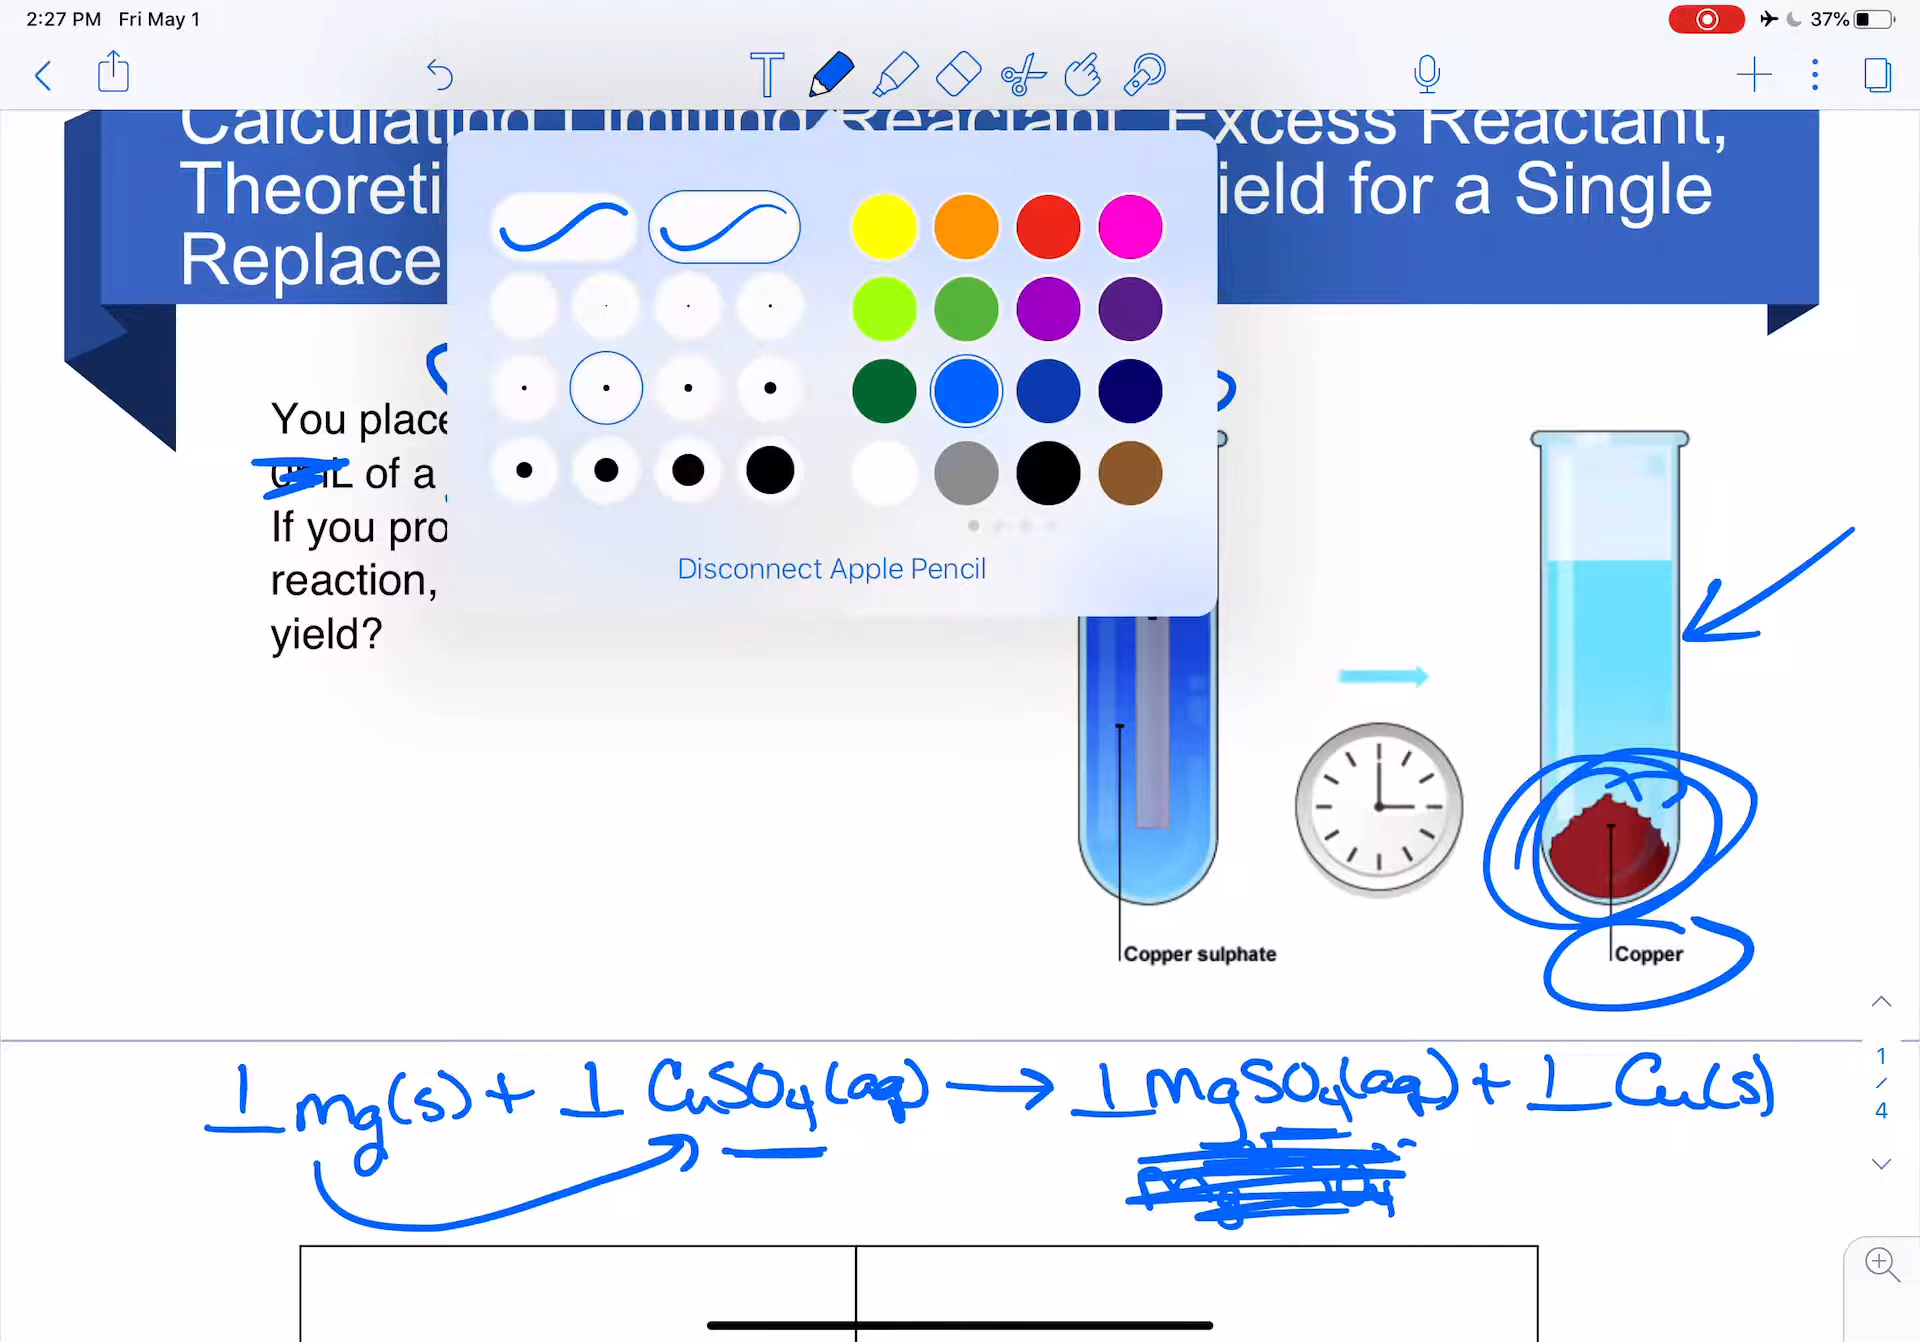 2:27 PM Fri May 1
37%
Calculating Limiting Reactant, Excess Reactant,
Theoreti ield for a Single
Replace
You place
of a
If you pro
reaction,
yield?
Disconnect Apple Pencil
Copper sulphate
Copper
1 Mg(s) + 1 CuSO4(aq) → 1 MgSO4(aq) + 1 Cu(s)
1
/
4